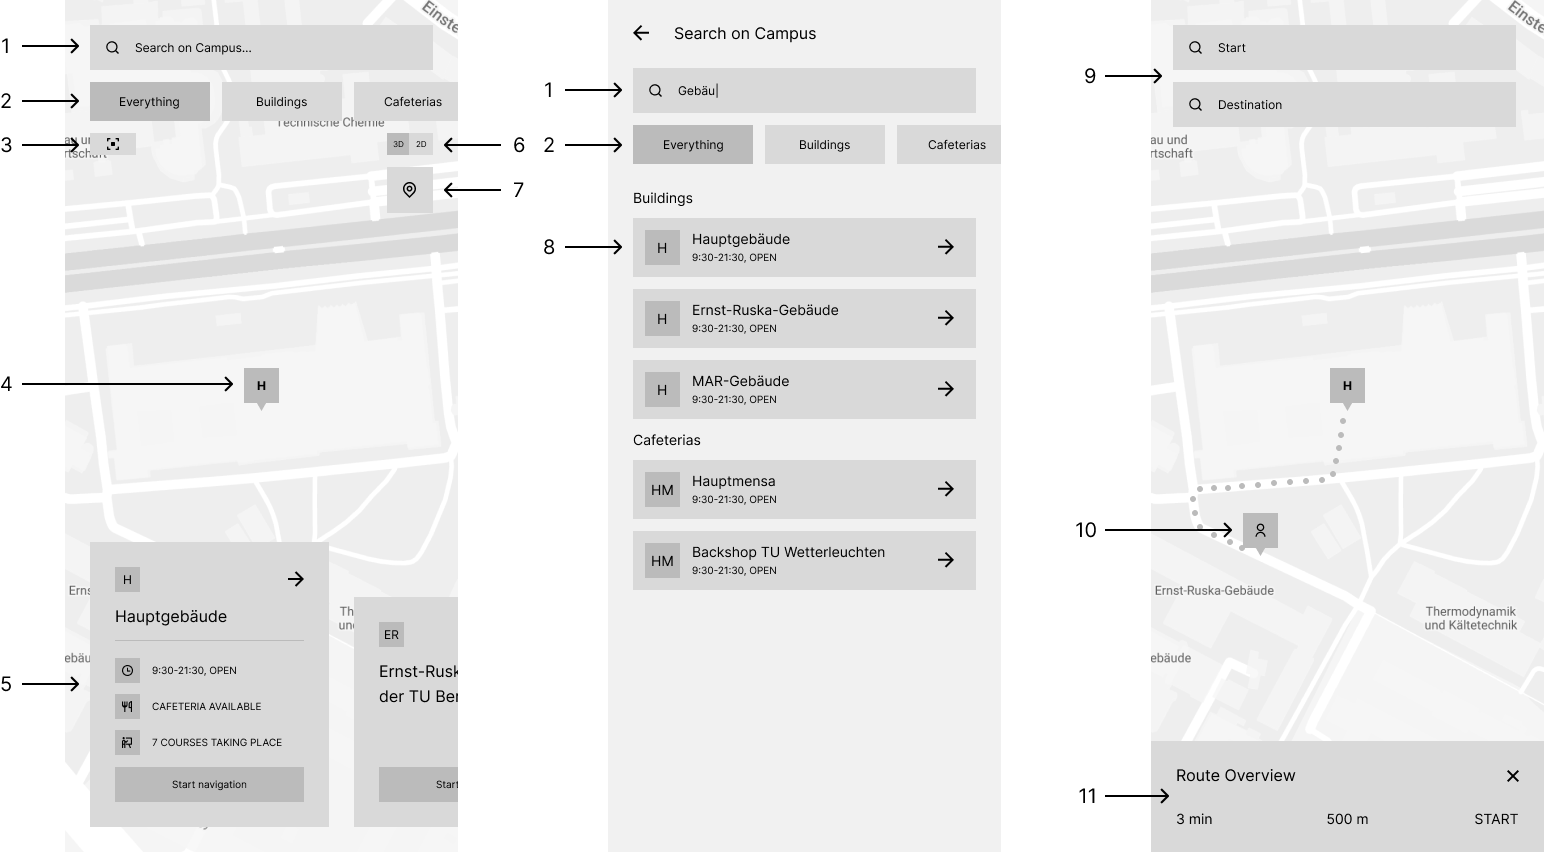 Einste
1
Search on Campus...
2
Everything
Buildings
Cafeterias
Technische Chemie
3
au un
rtschaft
3D
2D
6
7
4
H
Erns
Th
un
ebäu
5
H
Hauptgebäude
9:30-21:30, OPEN
CAFETERIA AVAILABLE
7 COURSES TAKING PLACE
Start navigation
ER
Ernst-Rusk
der TU Ber
Start
Search on Campus
1
Gebäu
2
Everything
Buildings
Cafeterias
Buildings
8
H
Hauptgebäude
9:30-21:30, OPEN
H
Ernst-Ruska-Gebäude
9:30-21:30, OPEN
H
MAR-Gebäude
9:30-21:30, OPEN
Cafeterias
HM
Hauptmensa
9:30-21:30, OPEN
HM
Backshop TU Wetterleuchten
9:30-21:30, OPEN
Einste
9
Start
Destination
au und
rtschaft
H
10
Ernst-Ruska-Gebäude
Thermodynamik
und Kältetechnik
ebäude
11
Route Overview
3 min
500 m
START